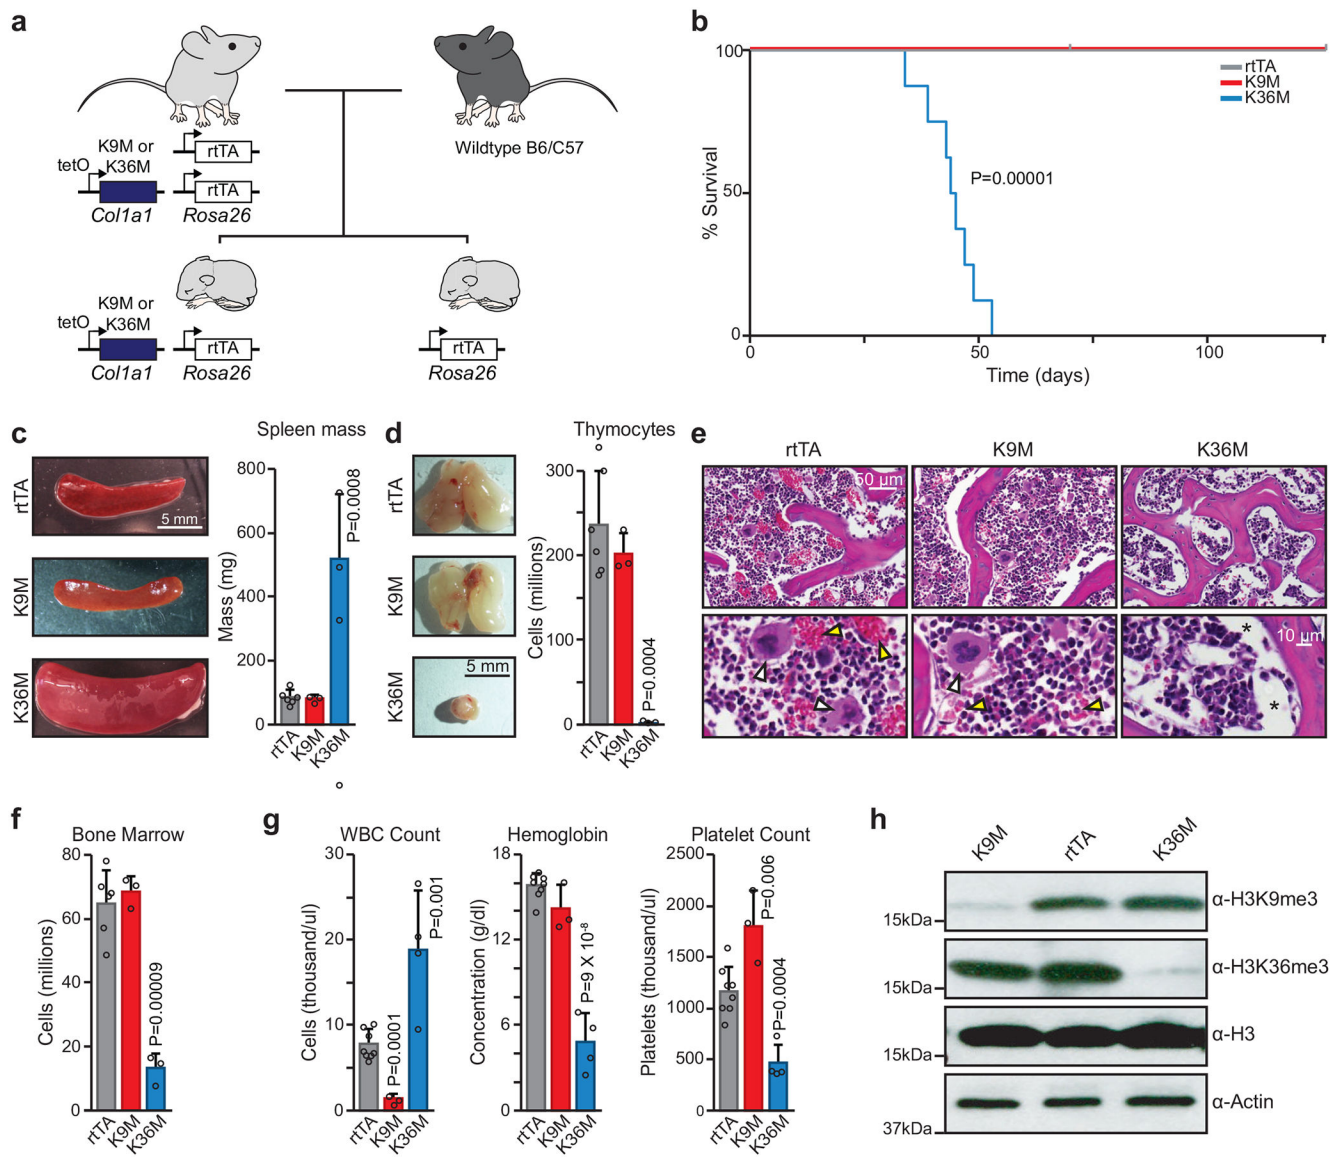 a
K9M or
K36M
tetO
rtTA
rtTA
Col1a1
Rosa26
Wildtype B6/C57
K9M or
K36M
tetO
rtTA
rtTA
Col1a1
Rosa26
Rosa26
b
100
50
0
% Survival
rtTA
K9M
K36M
P=0.00001
0
50
100
Time (days)
c
rtTA
5 mm
K9M
K36M
Spleen mass
800
600
400
200
0
Mass (mg)
P=0.0008
rtTA
K9M
K36M
d
rtTA
K9M
K36M
5 mm
Thymocytes
300
200
100
0
Cells (millions)
P=0.0004
rtTA
K9M
K36M
e
rtTA
K9M
K36M
50 µm
*
*
10 µm
f
Bone Marrow
80
60
40
20
0
Cells (millions)
P=0.00009
rtTA
K9M
K36M
g
WBC Count
30
20
10
0
Cells (thousand/ul)
P=0.0001
P=0.001
rtTA
K9M
K36M
Hemoglobin
18
12
6
0
Concentration (g/dl)
P=9 X 10-8
rtTA
K9M
K36M
Platelet Count
2500
2000
1500
1000
500
0
Platelets (thousand/ul)
P=0.006
P=0.0004
rtTA
K9M
K36M
h
K9M
rtTA
K36M
15kDa
α-H3K9me3
15kDa
α-H3K36me3
15kDa
α-H3
37kDa
α-Actin